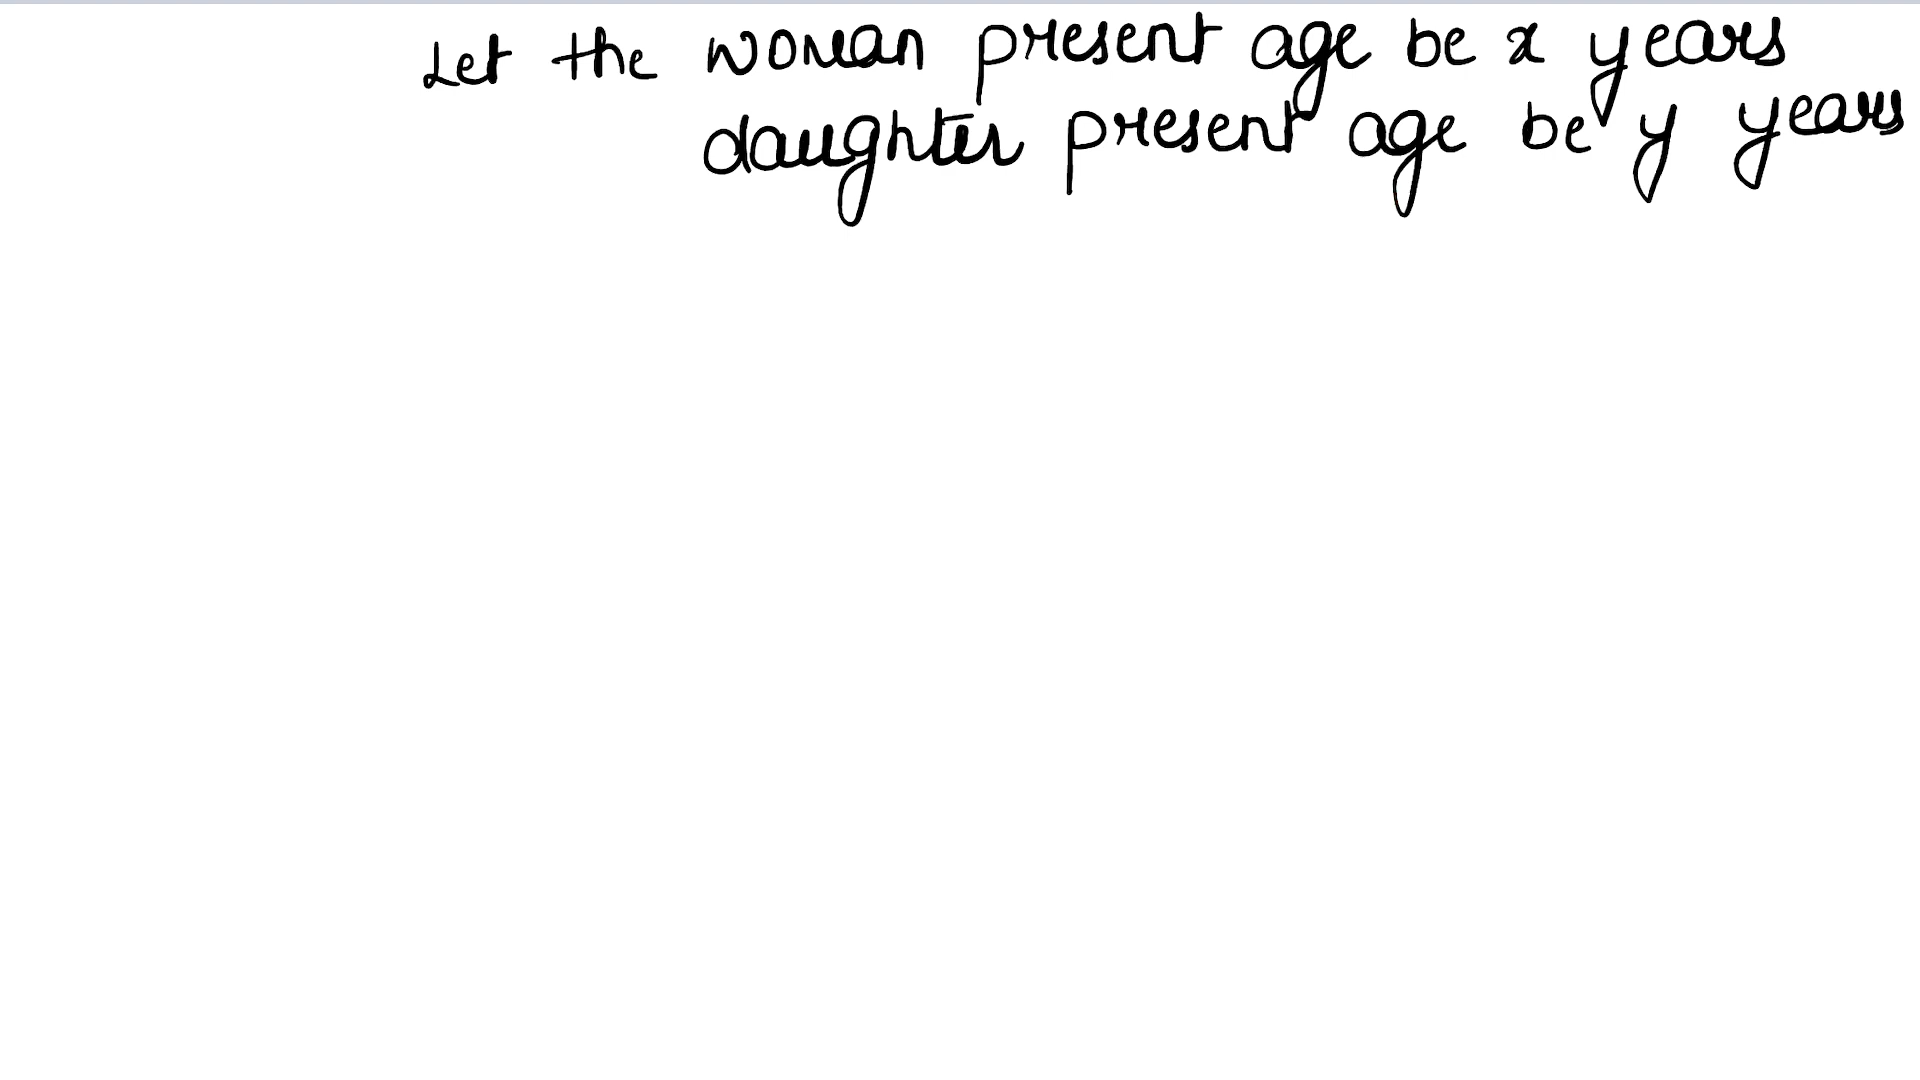 Let the woman present age be x years
daughter present age be y years